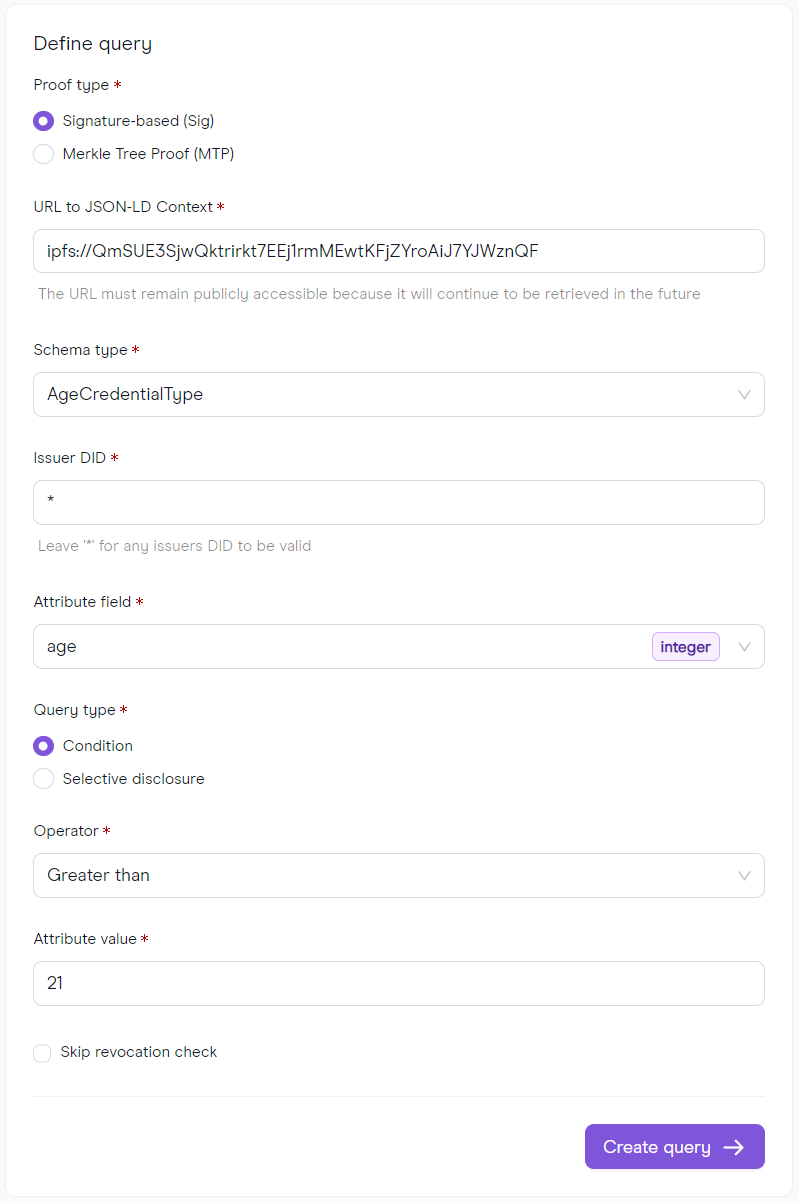 Define query
Proof type *
Signature-based (Sig)
Merkle Tree Proof (MTP)
URL to JSON-LD Context *
ipfs://QmSUE3SjwQktrirkt7EEj1rmMEwtKFjZYroAiJ7YJWznQF
The URL must remain publicly accessible because it will continue to be retrieved in the future
Schema type *
AgeCredentialType
Issuer DID *
*
Leave '*' for any issuers DID to be valid
Attribute field *
age integer
Query type *
Condition
Selective disclosure
Operator *
Greater than
Attribute value *
21
Skip revocation check
Create query →